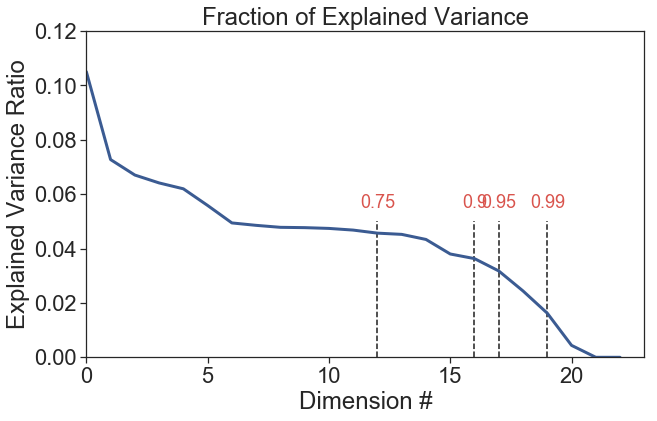 Fraction of Explained Variance
Explained Variance Ratio
0.12
0.10
0.08
0.06
0.04
0.02
0.00
0.75
0.9
0.95
0.99
0 5 10 15 20
Dimension #